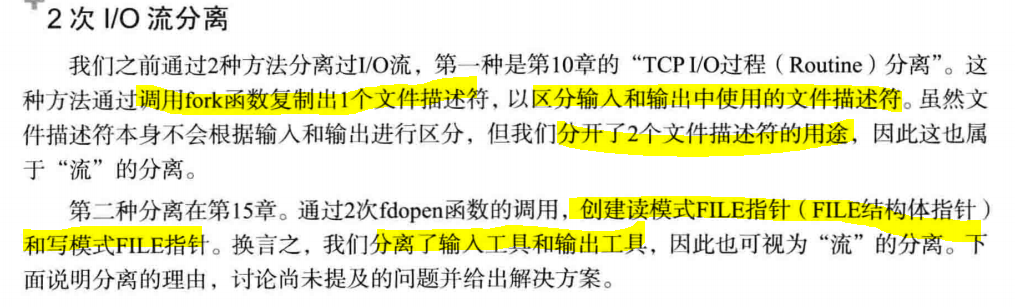 2 次 I/O 流分离
我们之前通过2种方法分离过I/O流，第一种是第10章的“TCP I/O过程（Routine）分离”。这
种方法通过调用fork函数复制出1个文件描述符，以区分输入和输出中使用的文件描述符。虽然文
件描述符本身不会根据输入和输出进行区分，但我们分开了2个文件描述符的用途，因此这也属
于“流”的分离。
第二种分离在第15章。通过2次fdopen函数的调用，创建读模式FILE指针（FILE结构体指针）
和写模式FILE指针。换言之，我们分离了输入工具和输出工具，因此也可视为“流”的分离。下
面说明分离的理由，讨论尚未提及的问题并给出解决方案。